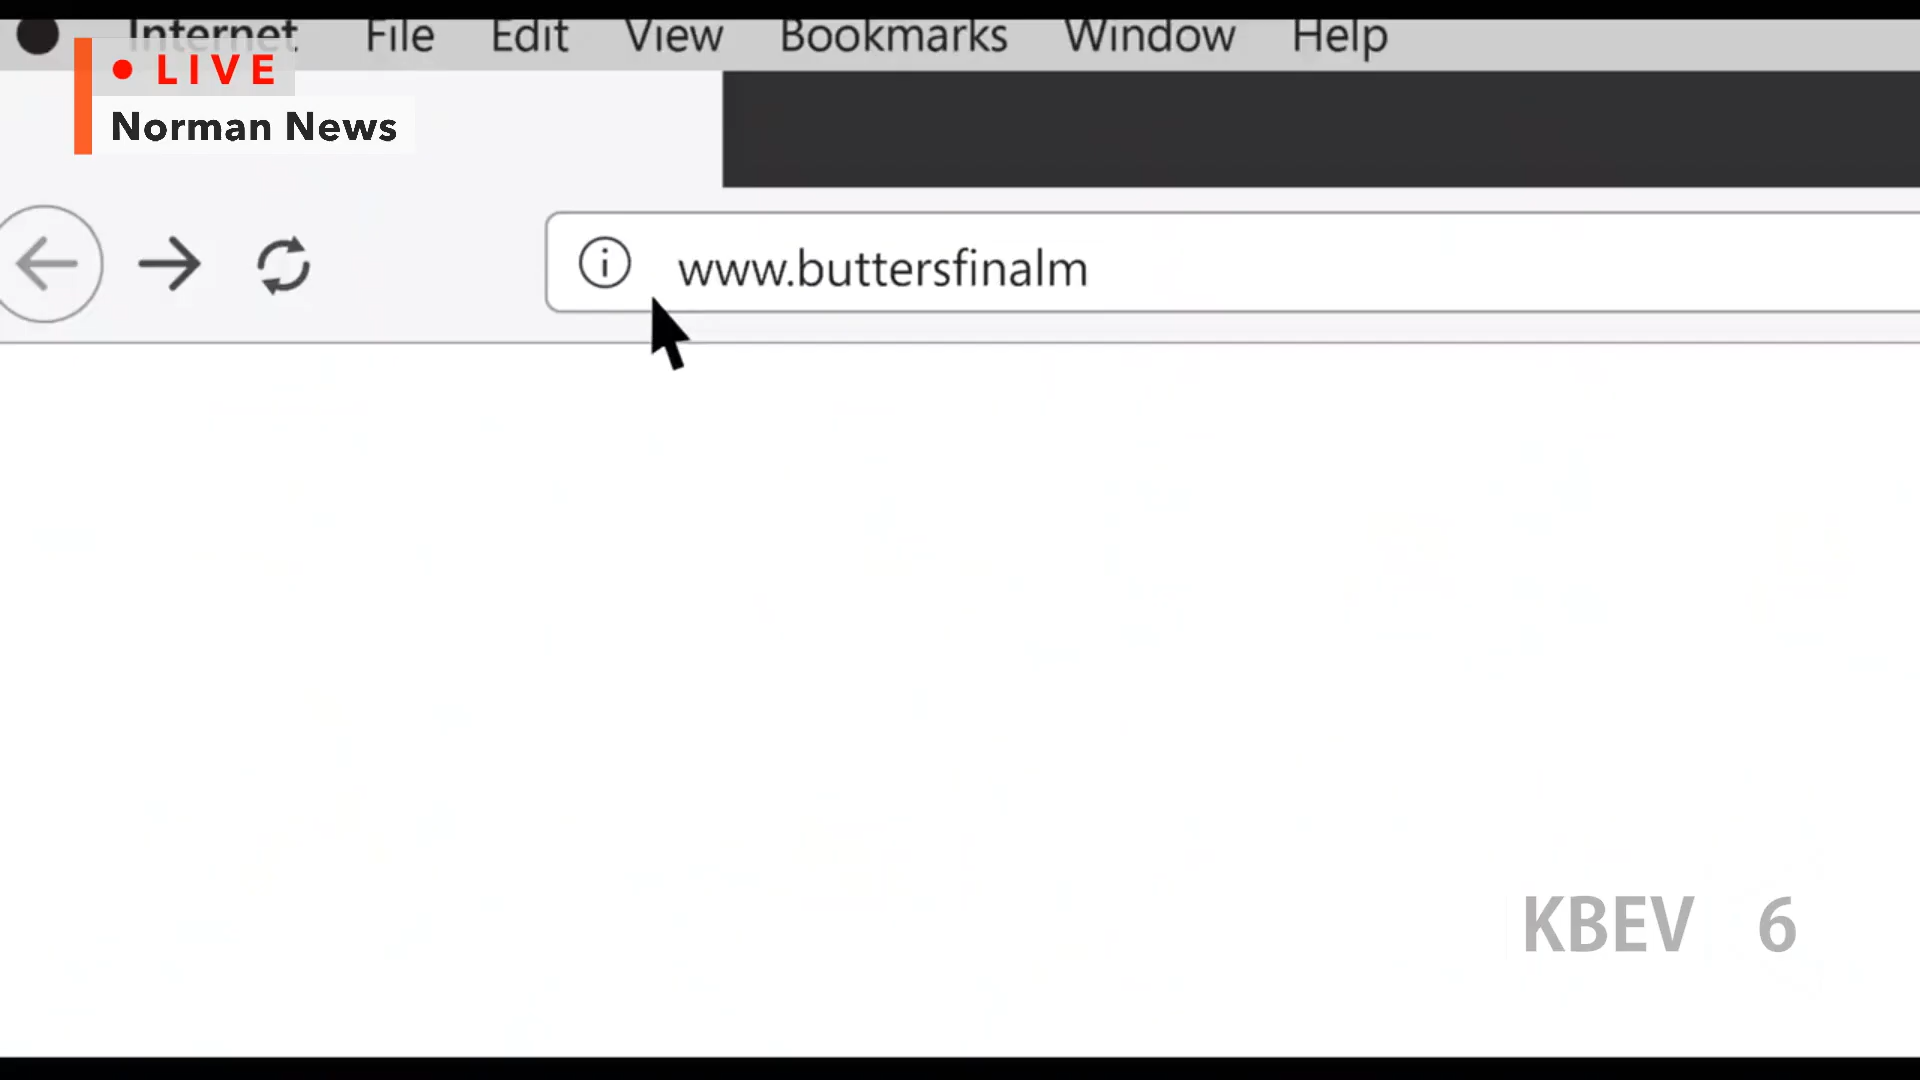 Internet File Edit View Bookmarks Window Help
LIVE
Norman News
www.buttersfinalm
KBEV 6